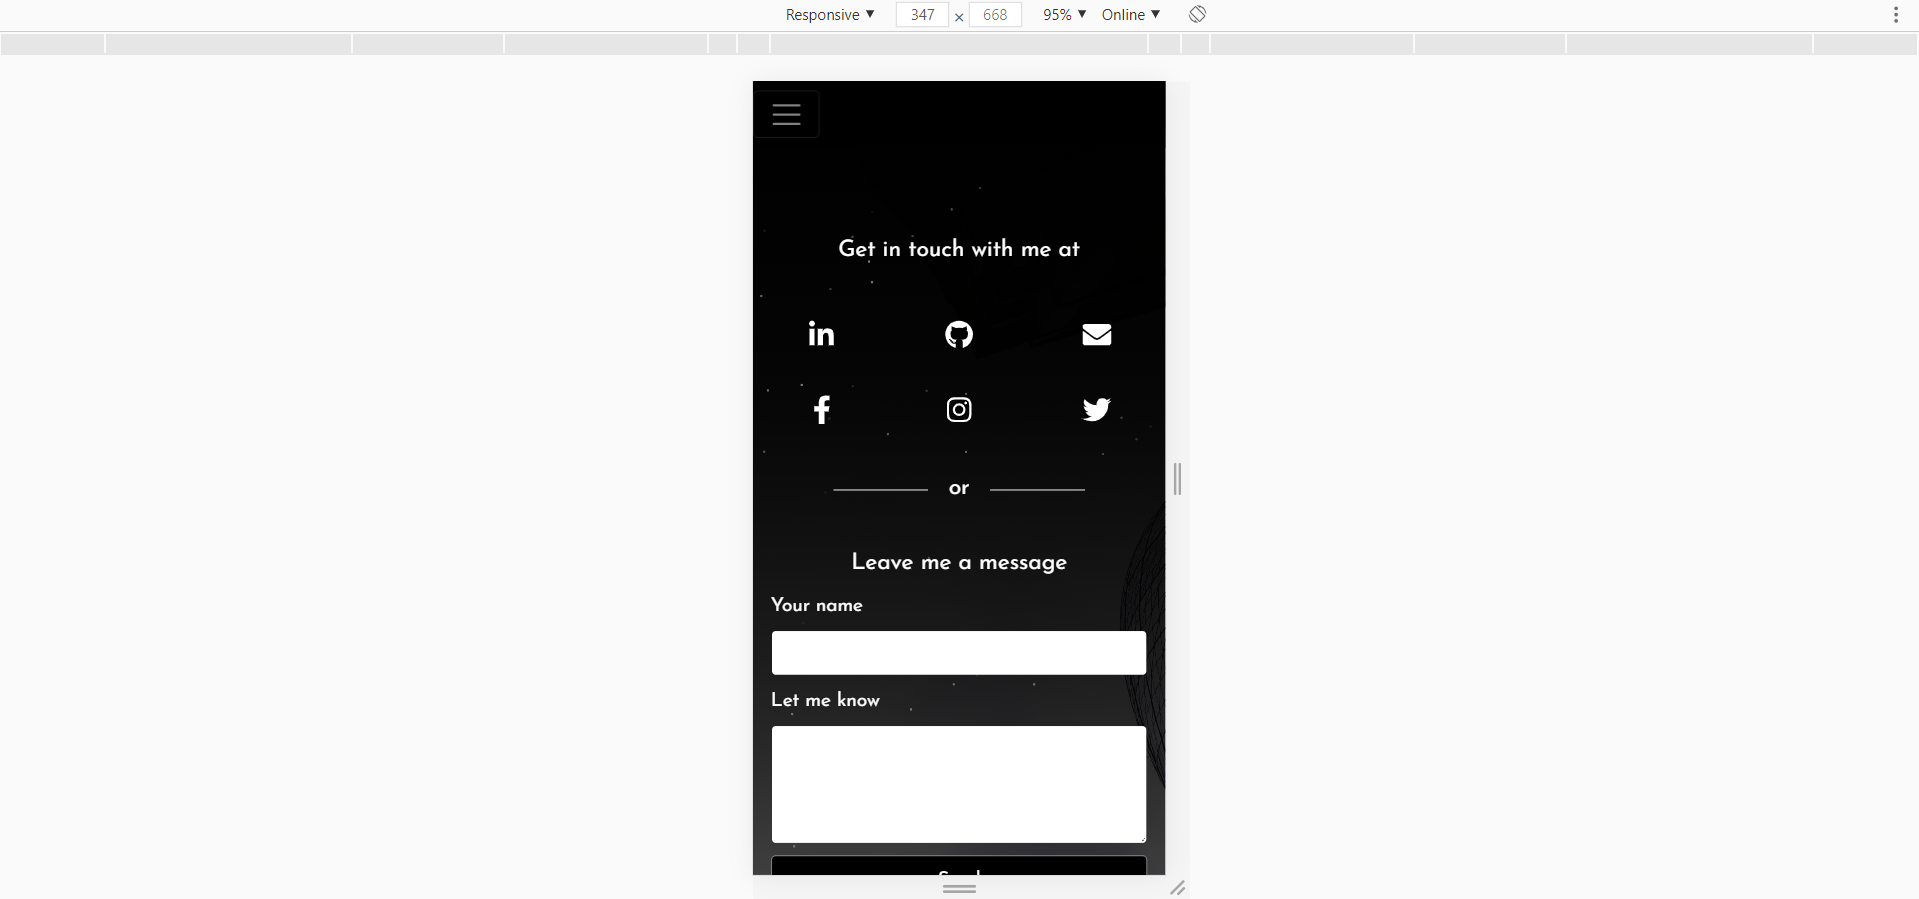 Responsive ▼ 347 × 668 95% ▼ Online ▼
Get in touch with me at
in
or
Leave me a message
Your name
Let me know